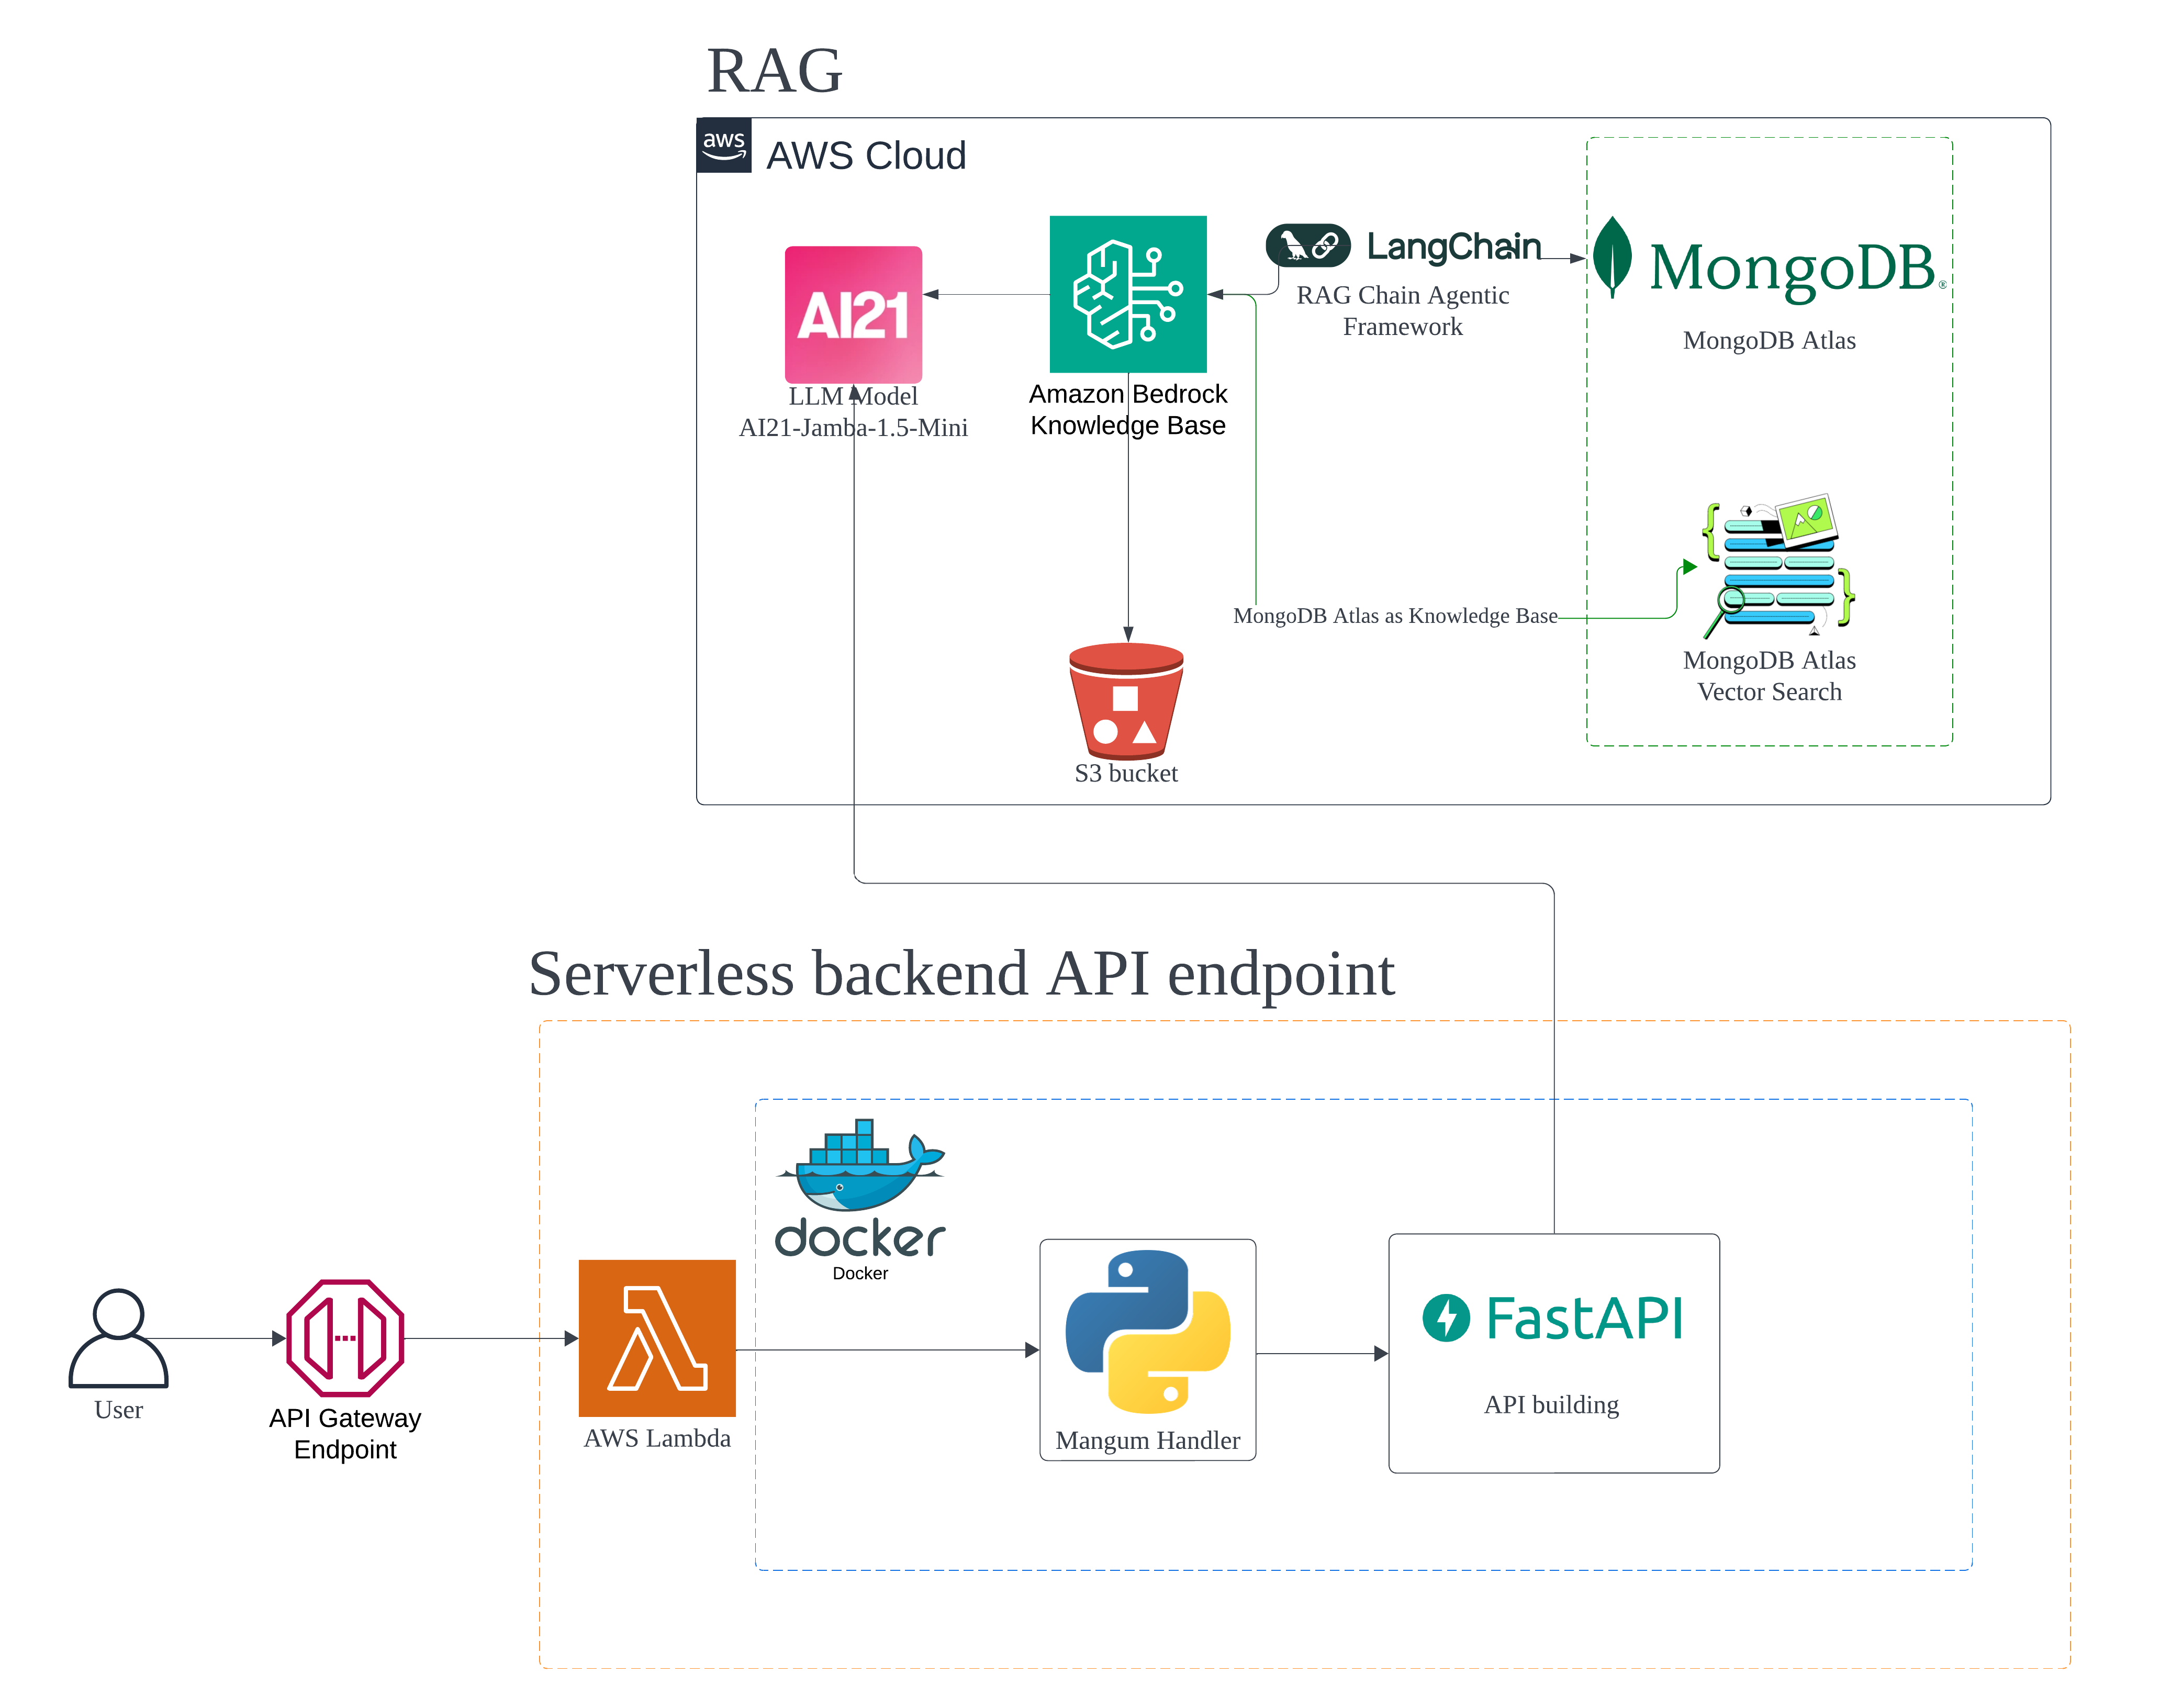 RAG
aws
AWS Cloud
AI21
LLM Model
AI21-Jamba-1.5-Mini
Amazon Bedrock
Knowledge Base
LangChain
RAG Chain Agentic
Framework
MongoDB®
MongoDB Atlas
MongoDB Atlas as Knowledge Base
MongoDB Atlas
Vector Search
S3 bucket
Serverless backend API endpoint
docker
Docker
User
API Gateway
Endpoint
AWS Lambda
Mangum Handler
FastAPI
API building